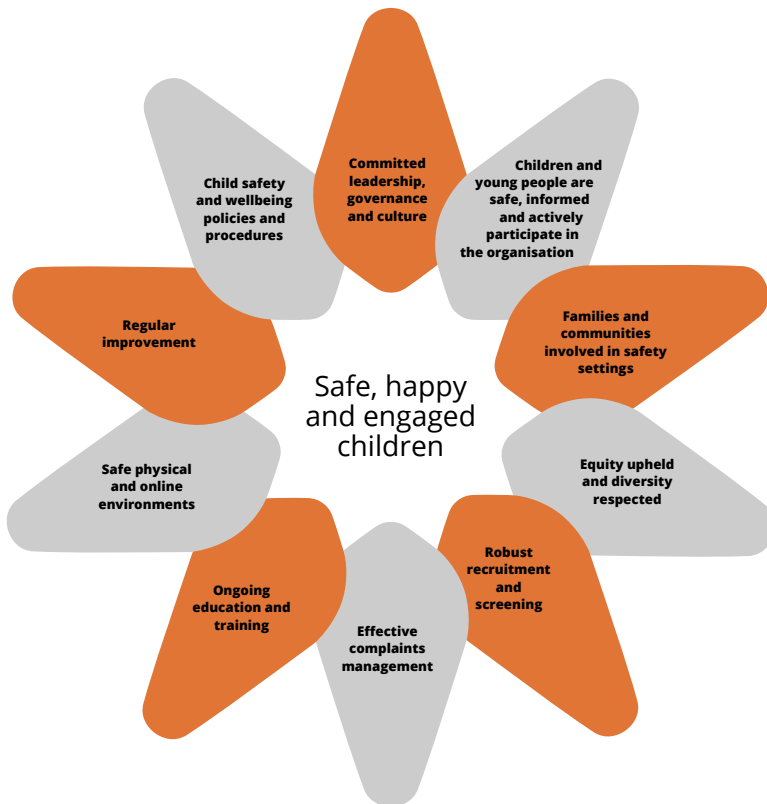 Committed
leadership,
governance
and culture
Children and
young people are
safe, informed
and actively
participate in
the organisation
Families and
communities
involved in safety
settings
Equity upheld
and diversity
respected
Robust
recruitment
and
screening
Effective
complaints
management
Ongoing
education and
training
Safe physical
and online
environments
Regular
improvement
Child safety
and wellbeing
policies and
procedures
Safe, happy
and engaged
children